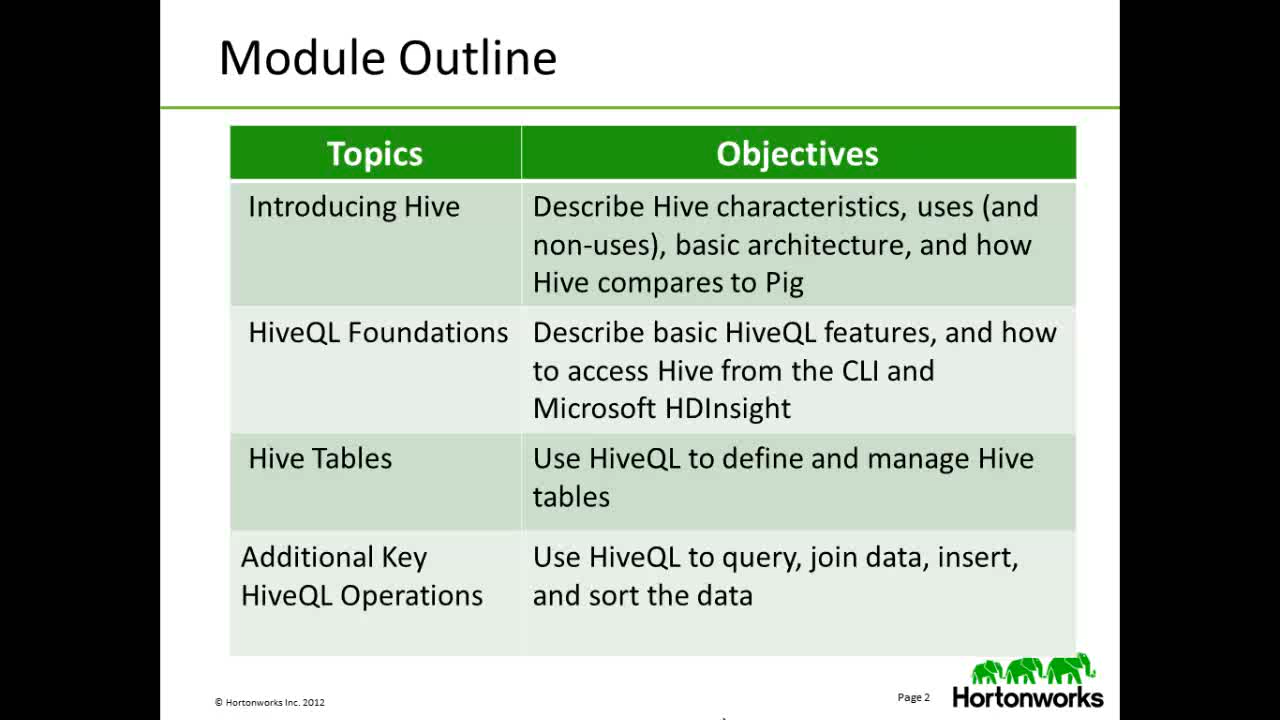 Module Outline
Topics
Objectives
Introducing Hive
Describe Hive characteristics, uses (and
non-uses), basic architecture, and how
Hive compares to Pig
HiveQL Foundations
Describe basic HiveQL features, and how
to access Hive from the CLI and
Microsoft HDInsight
Hive Tables
Use HiveQL to define and manage Hive
tables
Additional Key
HiveQL Operations
Use HiveQL to query, join data, insert,
and sort the data
© Hortonworks Inc. 2012
Page 2
Hortonworks